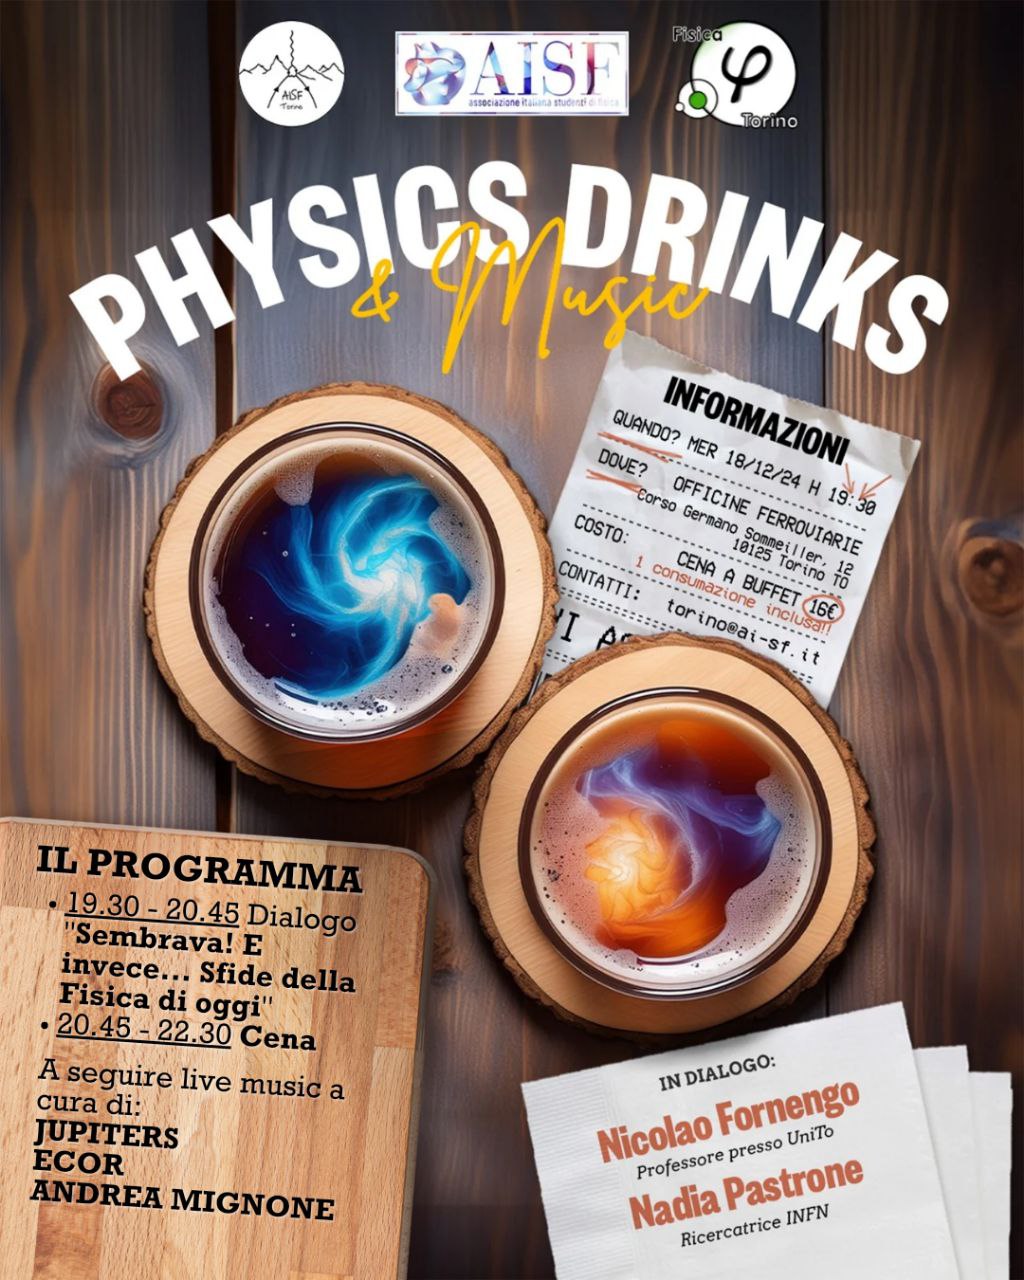 AISF
Torino
AISF
associazione italiana studenti di fisica
Fisica
φ
Torino
PHYSICS DRINKS
& Music
INFORMAZIONI
QUANDO? MER 18/12/24 H 19:30
DOVE? OFFICINE FERROVIARIE
Corso Germano Sommeiller, 12
10125 Torino TO
COSTO: CENA A BUFFET 16€
1 consumazione inclusa!!
CONTATTI: torino@ai-sf.it
IL PROGRAMMA
• 19.30 - 20.45 Dialogo
"Sembrava! E
invece... Sfide della
Fisica di oggi"
• 20.45 - 22.30 Cena
A seguire live music a
cura di:
JUPITERS
ECOR
ANDREA MIGNONE
IN DIALOGO:
Nicolao Fornengo
Professore presso UniTo
Nadia Pastrone
Ricercatrice INFN